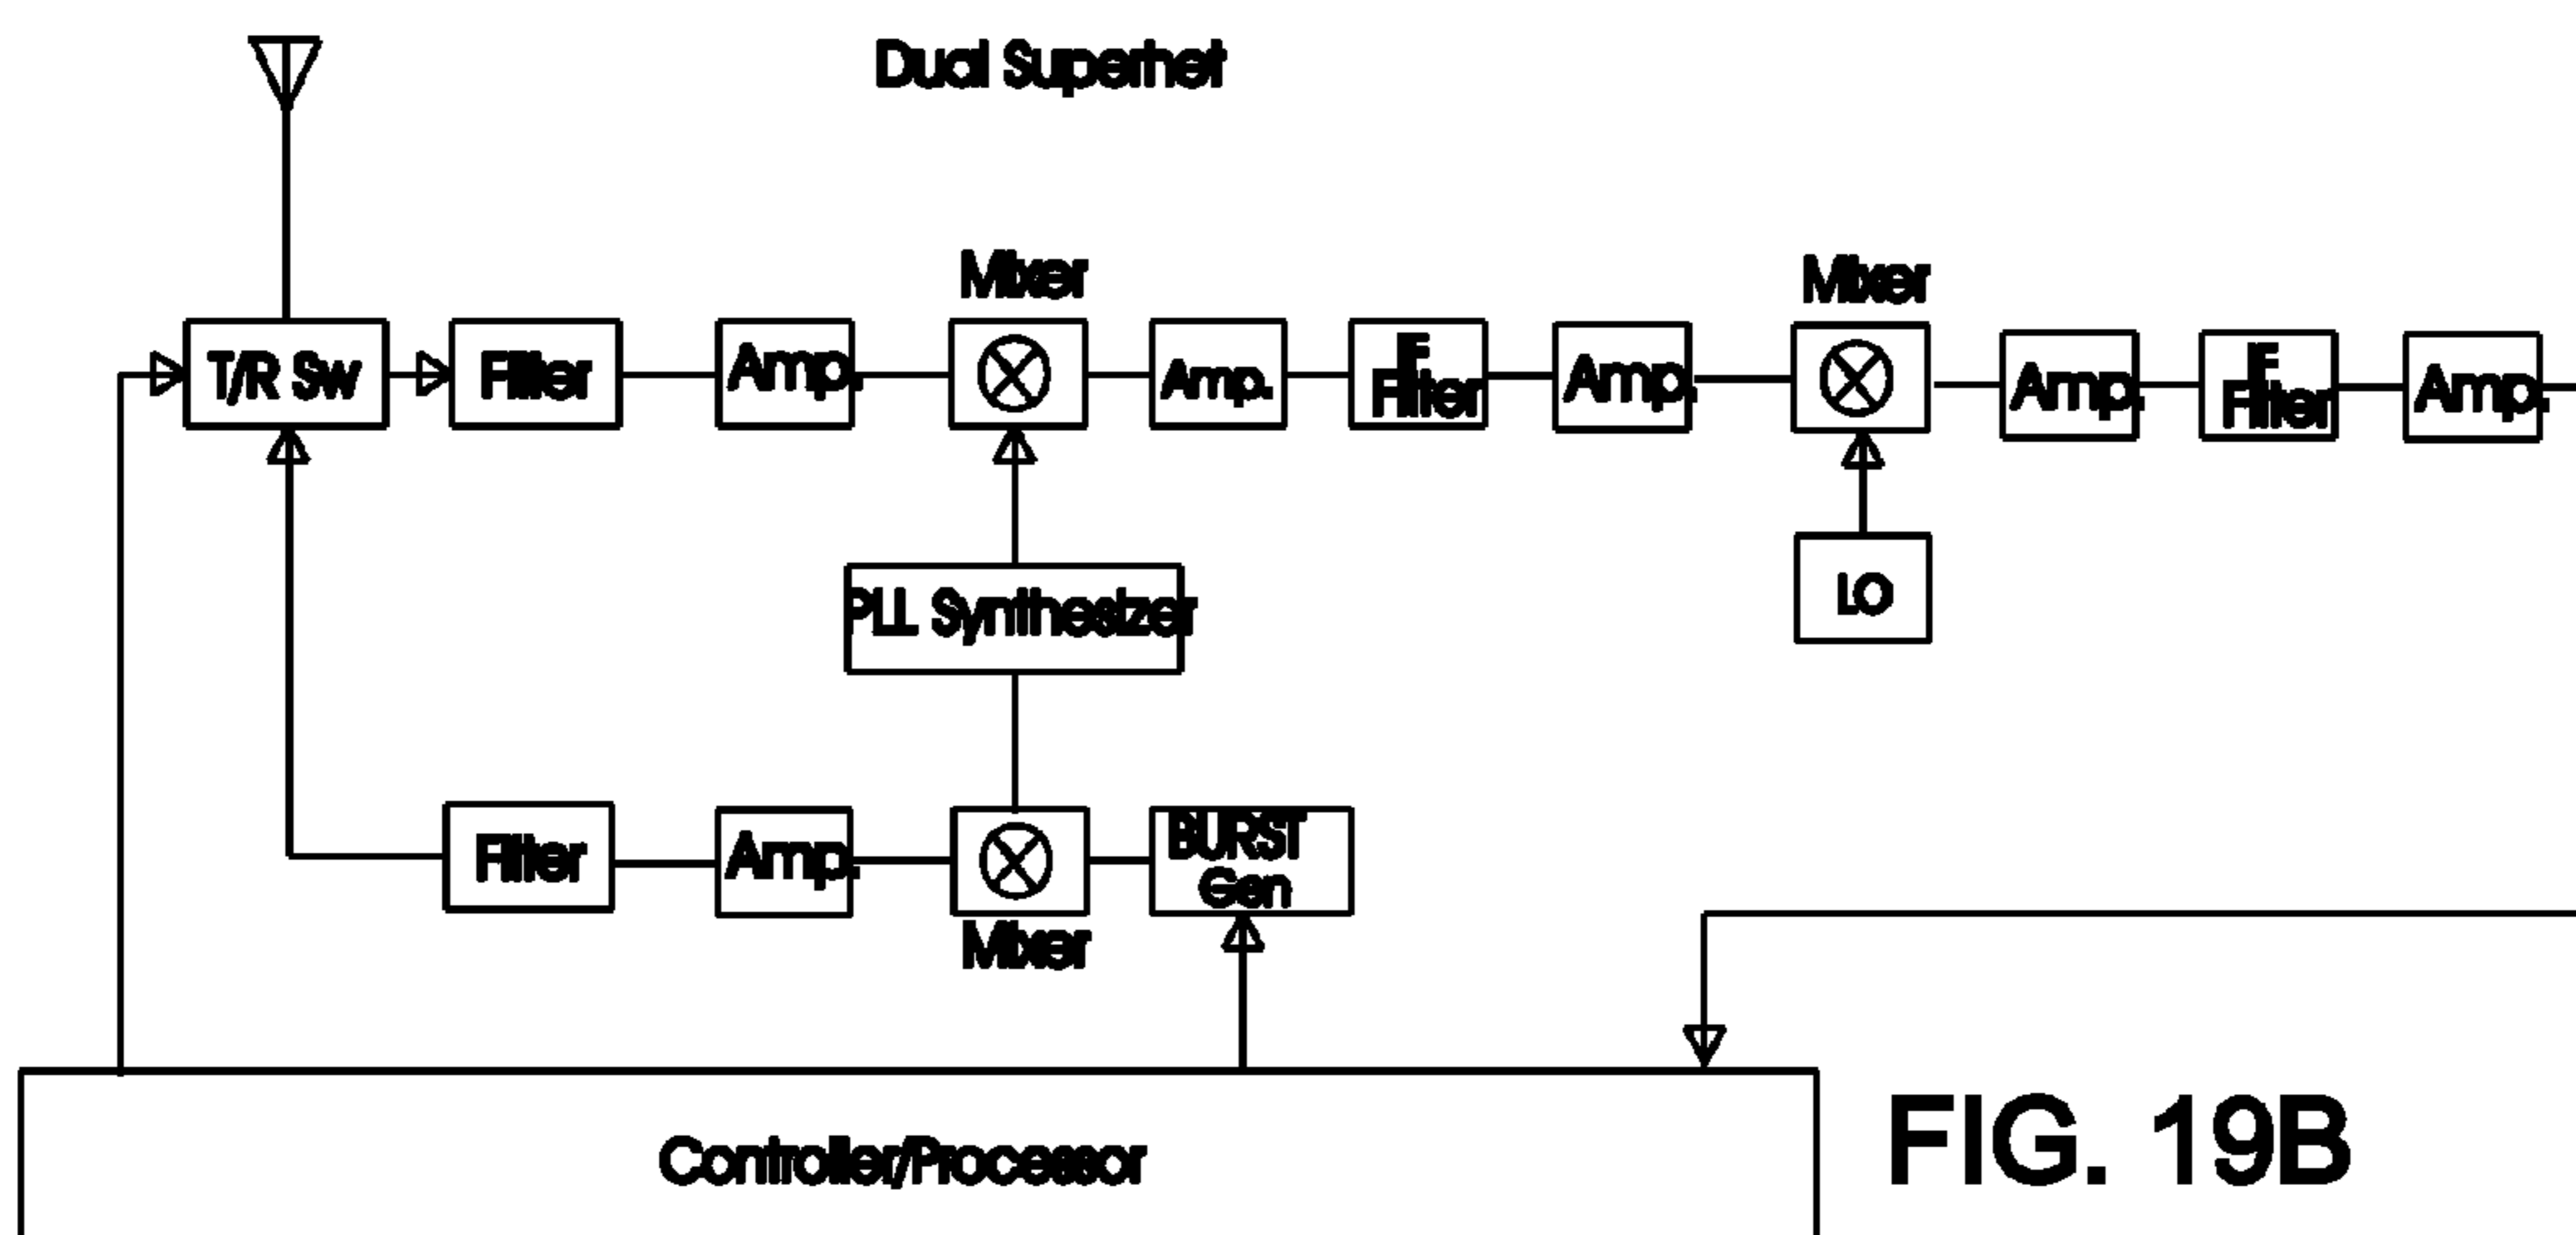 Dual Superhet
Mixer
Mixer
T/R Sw
Filter
Amp.
Amp.
IF
Filter
Amp.
Amp.
IF
Filter
Amp.
PLL Synthesizer
LO
Filter
Amp.
BURST
Gen
Mixer
Controller/Processor
FIG. 19B